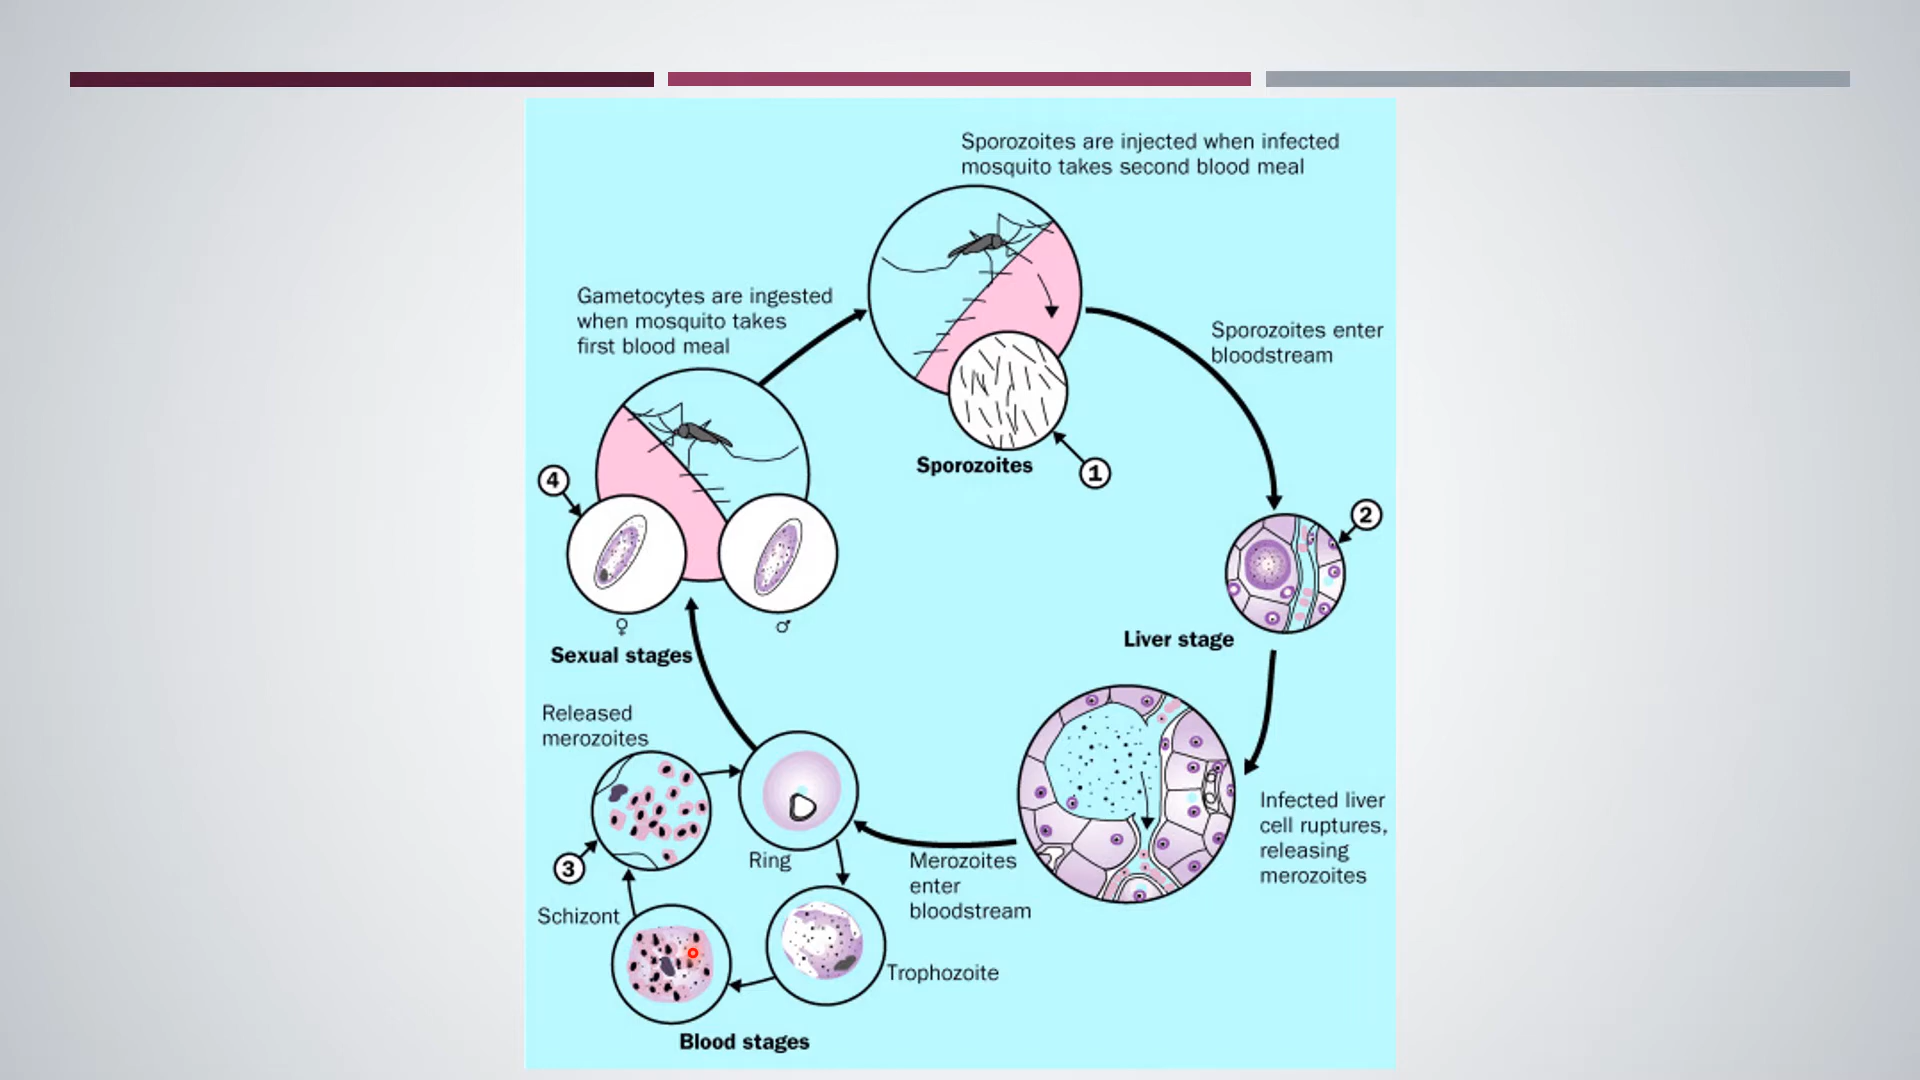 Sporozoites are injected when infected
mosquito takes second blood meal
Gametocytes are ingested
when mosquito takes
first blood meal
Sporozoites enter
bloodstream
Sporozoites
1
4
2
♀
♂
Sexual stages
Liver stage
Released
merozoites
Infected liver
cell ruptures,
releasing
merozoites
Ring
Merozoites
enter
bloodstream
3
Schizont
Trophozoite
Blood stages